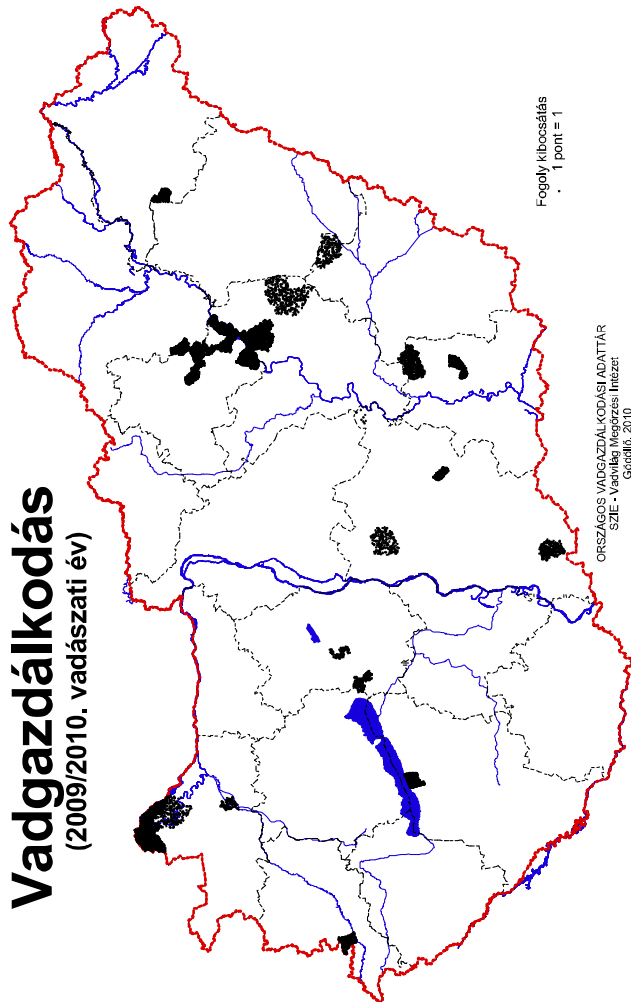 Vadgazdálkodás
(2009/2010. vadászati év)
Fogoly kibocsátás
· 1 pont = 1
ORSZÁGOS VADGAZDÁLKODÁSI ADATTÁR
SZIE - Vadvilág Megőrzési Intézet
Gödöllő, 2010